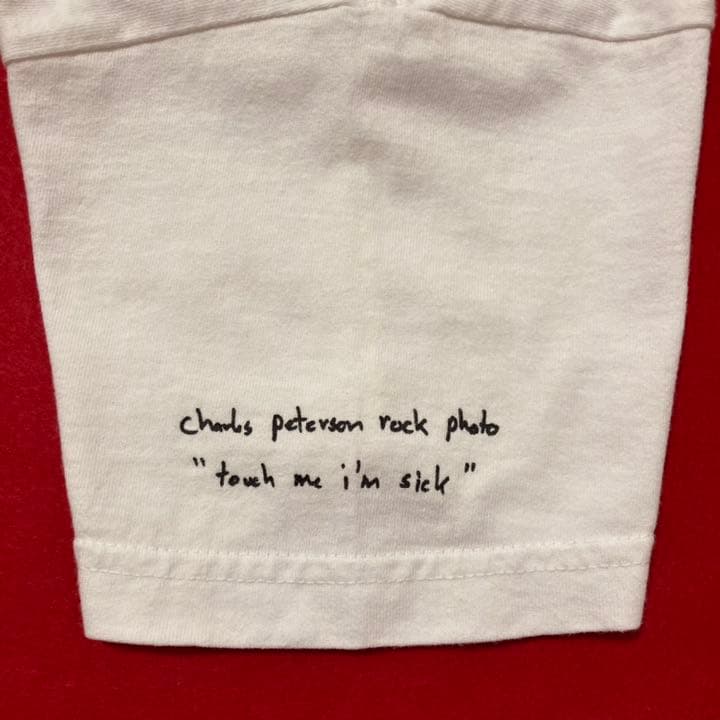 charles peterson rock photo
"touch me i'm sick"